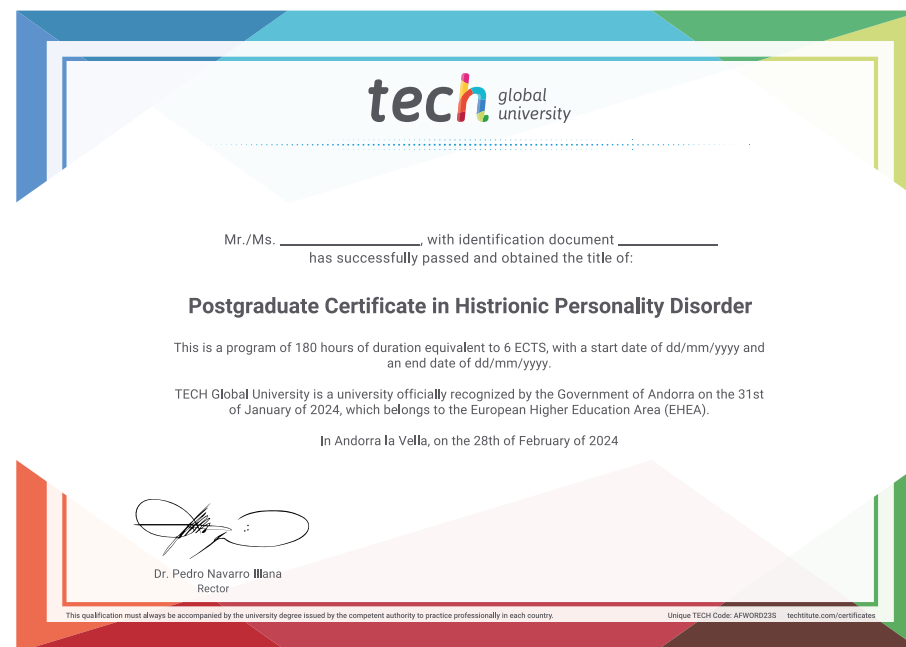 tech global university
Mr./Ms. ____________, with identification document ____________
has successfully passed and obtained the title of:
Postgraduate Certificate in Histrionic Personality Disorder
This is a program of 180 hours of duration equivalent to 6 ECTS, with a start date of dd/mm/yyyy and
an end date of dd/mm/yyyy.
TECH Global University is a university officially recognized by the Government of Andorra on the 31st
of January of 2024, which belongs to the European Higher Education Area (EHEA).
In Andorra la Vella, on the 28th of February of 2024
Dr. Pedro Navarro Illana
Rector
This qualification must always be accompanied by the university degree issued by the competent authority to practice professionally in each country.
Unique TECH Code: AFWORD23S techtitute.com/certificates